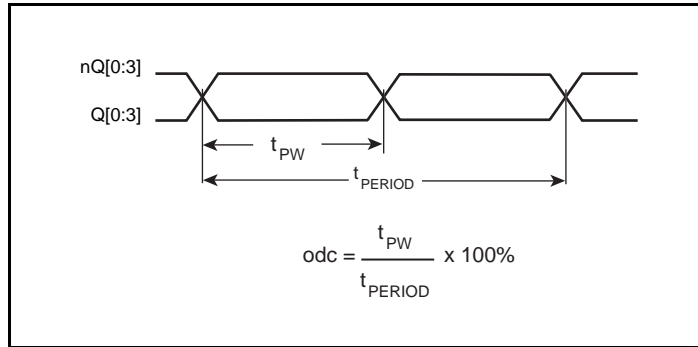 nQ[0:3]
Q[0:3]
tPW
tPERIOD
odc = tPW / tPERIOD x 100%